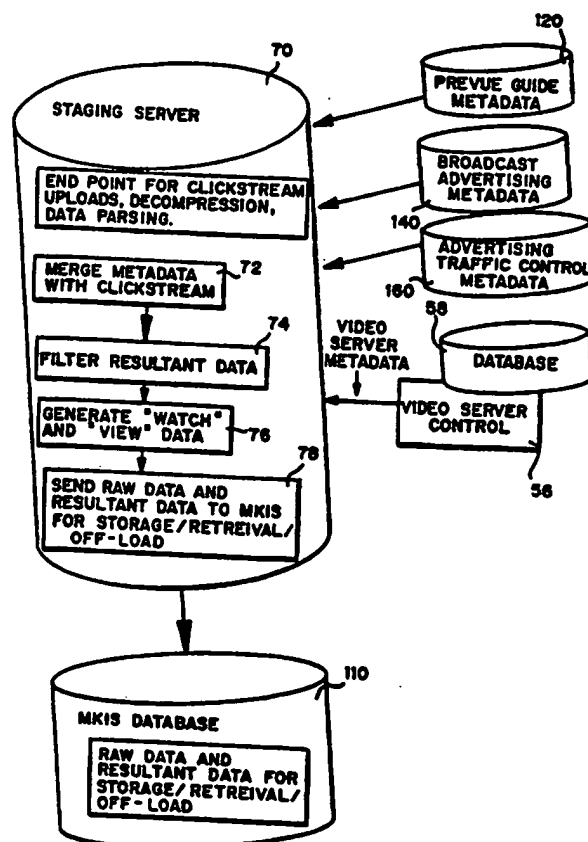 70
STAGING SERVER
120
PREVUE GUIDE
METADATA
END POINT FOR CLICKSTREAM
UPLOADS, DECOMPRESSION,
DATA PARSING.
BROADCAST
ADVERTISING
METADATA
140
72
MERGE METADATA
WITH CLICKSTREAM
ADVERTISING
TRAFFIC CONTROL
METADATA
160
74
FILTER RESULTANT DATA
58
VIDEO
SERVER
METADATA
DATABASE
GENERATE "WATCH"
AND "VIEW" DATA
76
VIDEO SERVER
CONTROL
56
78
SEND RAW DATA AND
RESULTANT DATA TO MKIS
FOR STORAGE/RETREIVAL/
OFF-LOAD
110
MKIS DATABASE
RAW DATA AND
RESULTANT DATA FOR
STORAGE/RETREIVAL/
OFF-LOAD